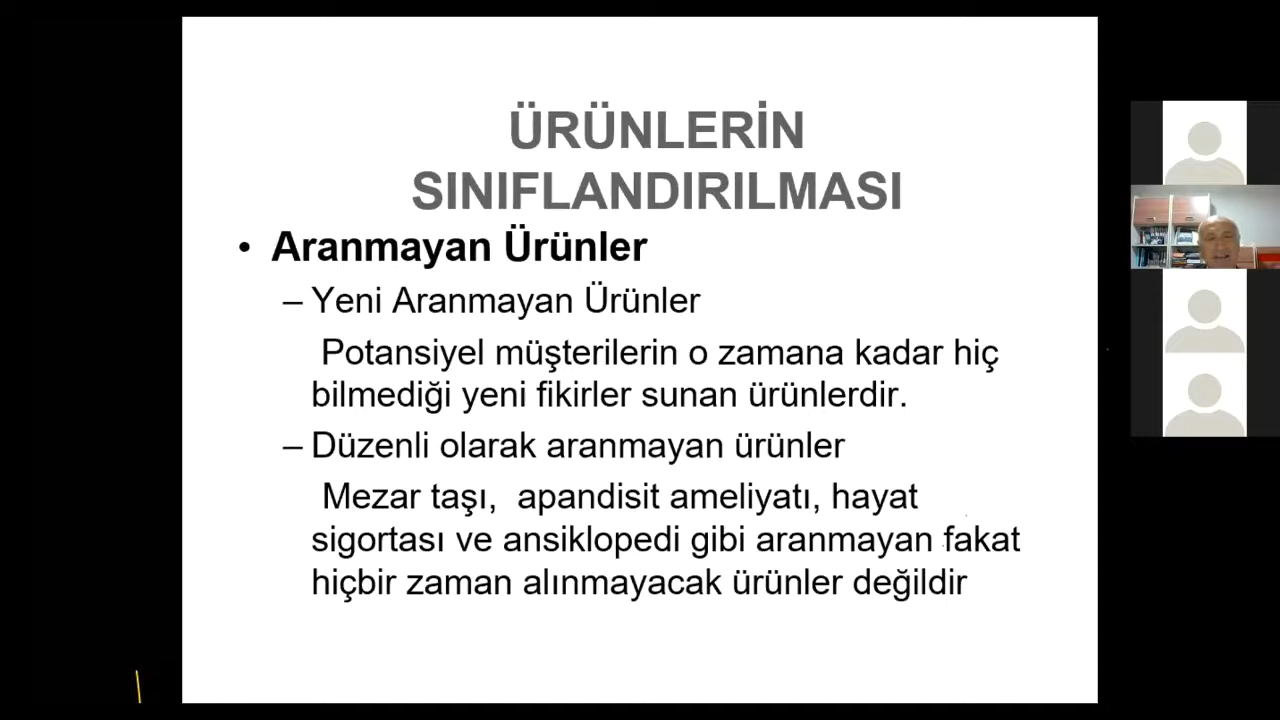 ÜRÜNLERİN
SINIFLANDIRILMASI
• Aranmayan Ürünler
– Yeni Aranmayan Ürünler
Potansiyel müşterilerin o zamana kadar hiç
bilmediği yeni fikirler sunan ürünlerdir.
– Düzenli olarak aranmayan ürünler
Mezar taşı, apandisit ameliyatı, hayat
sigortası ve ansiklopedi gibi aranmayan fakat
hiçbir zaman alınmayacak ürünler değildir